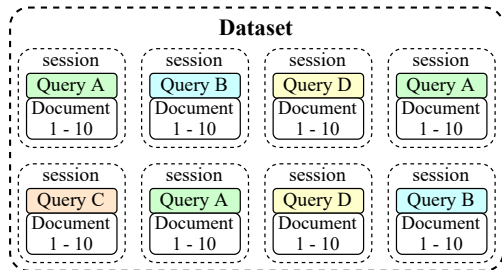 Dataset
session
Query A
Document
1 - 10
session
Query B
Document
1 - 10
session
Query D
Document
1 - 10
session
Query A
Document
1 - 10
session
Query C
Document
1 - 10
session
Query A
Document
1 - 10
session
Query D
Document
1 - 10
session
Query B
Document
1 - 10